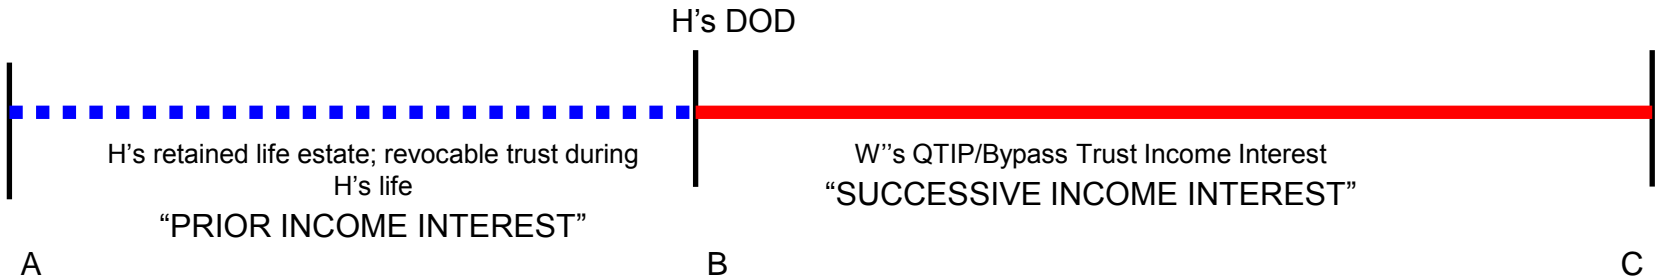 H's DOD
H's retained life estate; revocable trust during
H's life
“PRIOR INCOME INTEREST”
W''s QTIP/Bypass Trust Income Interest
“SUCCESSIVE INCOME INTEREST”
A
B
C